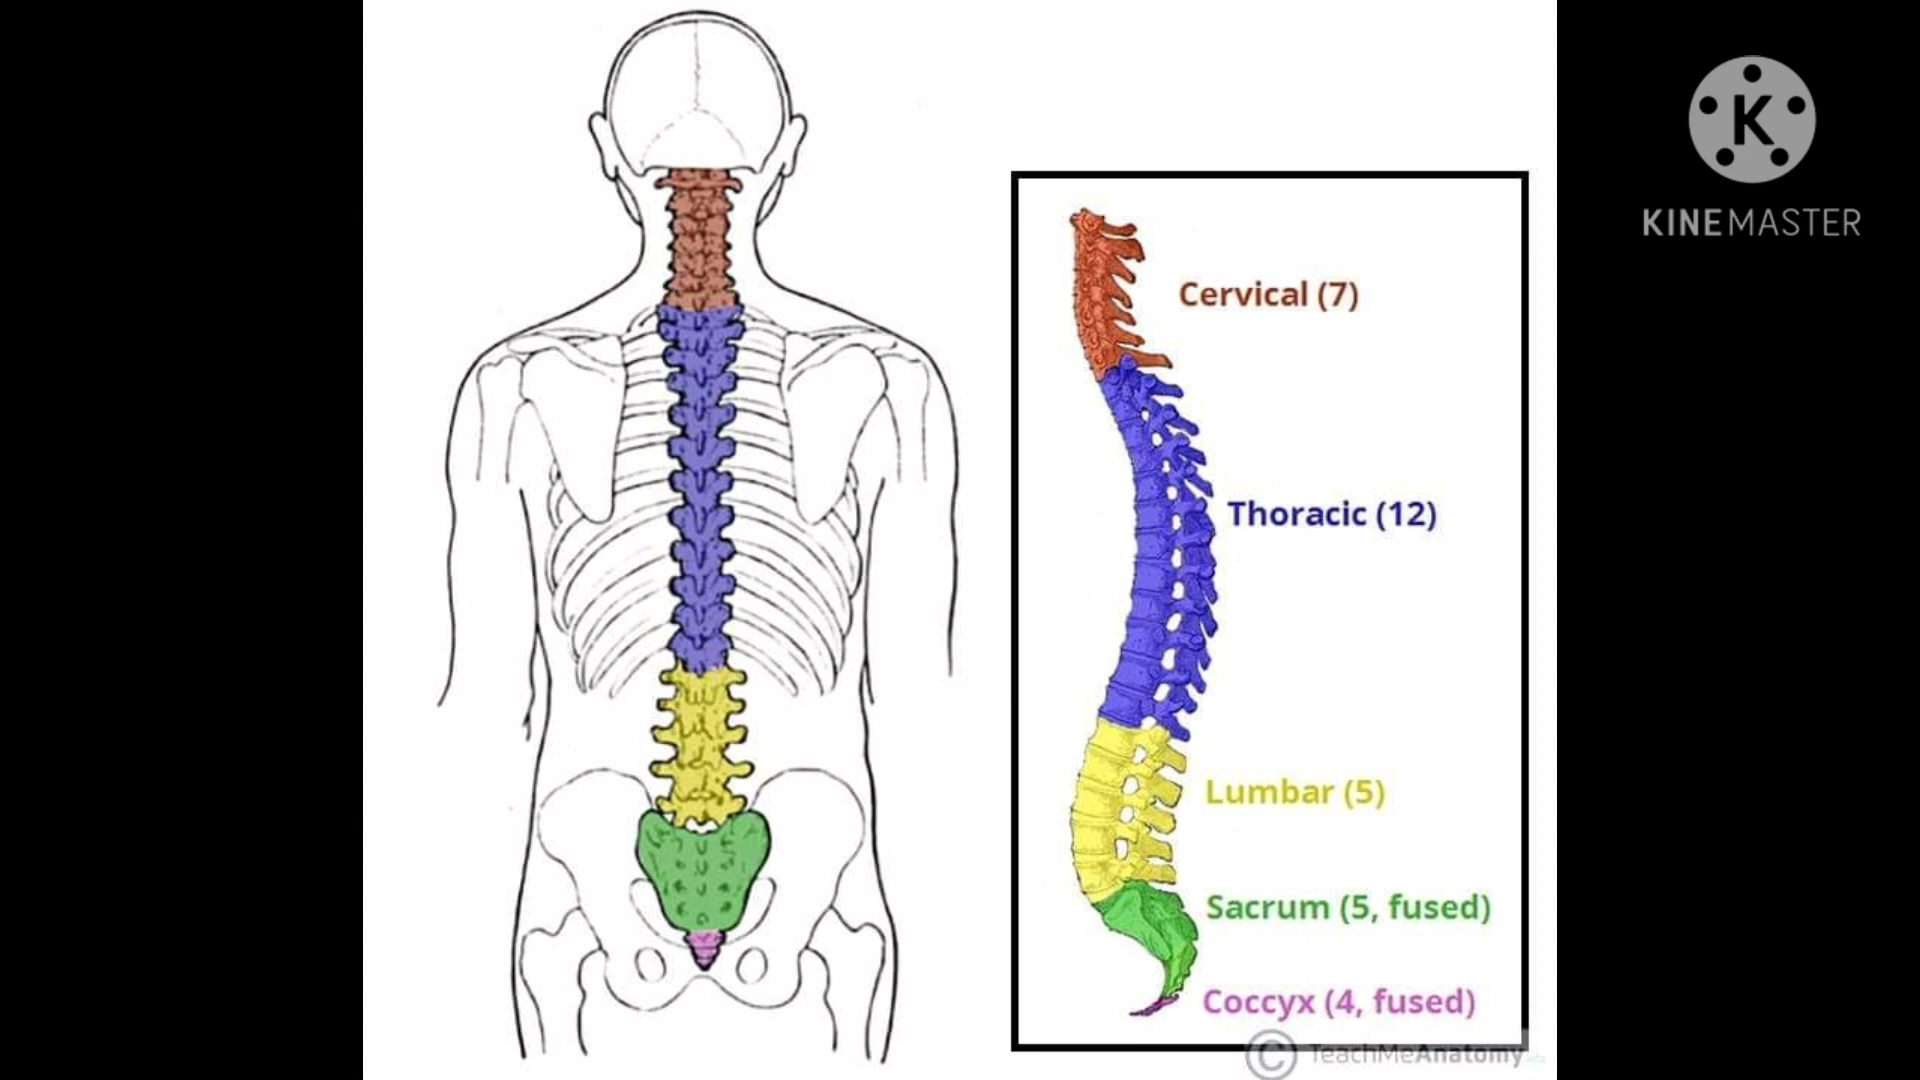 Cervical (7)
Thoracic (12)
Lumbar (5)
Sacrum (5, fused)
Coccyx (4, fused)
© TeachMeAnatomy
K
KINEMASTER